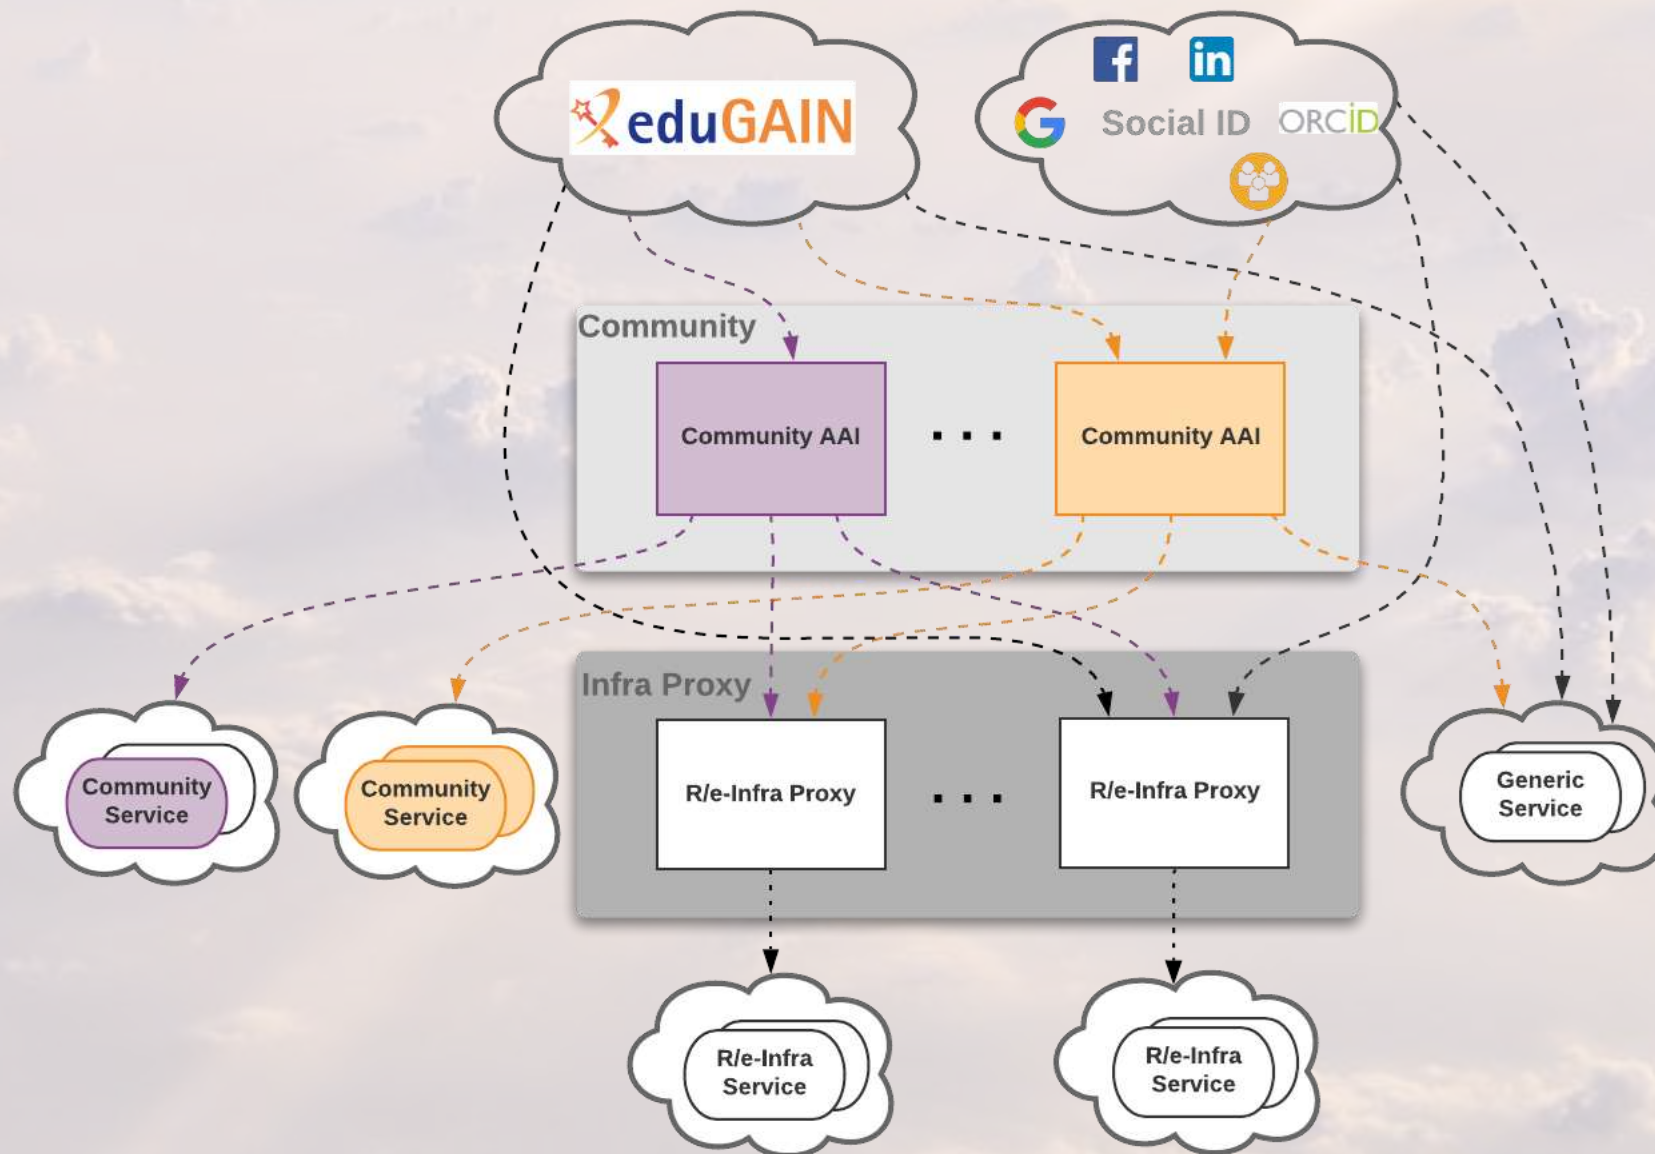 eduGAIN
f
in
G
Social ID
ORCiD
Community
Community AAI
. . .
Community AAI
Infra Proxy
R/e-Infra Proxy
. . .
R/e-Infra Proxy
Community
Service
Community
Service
Generic
Service
R/e-Infra
Service
R/e-Infra
Service